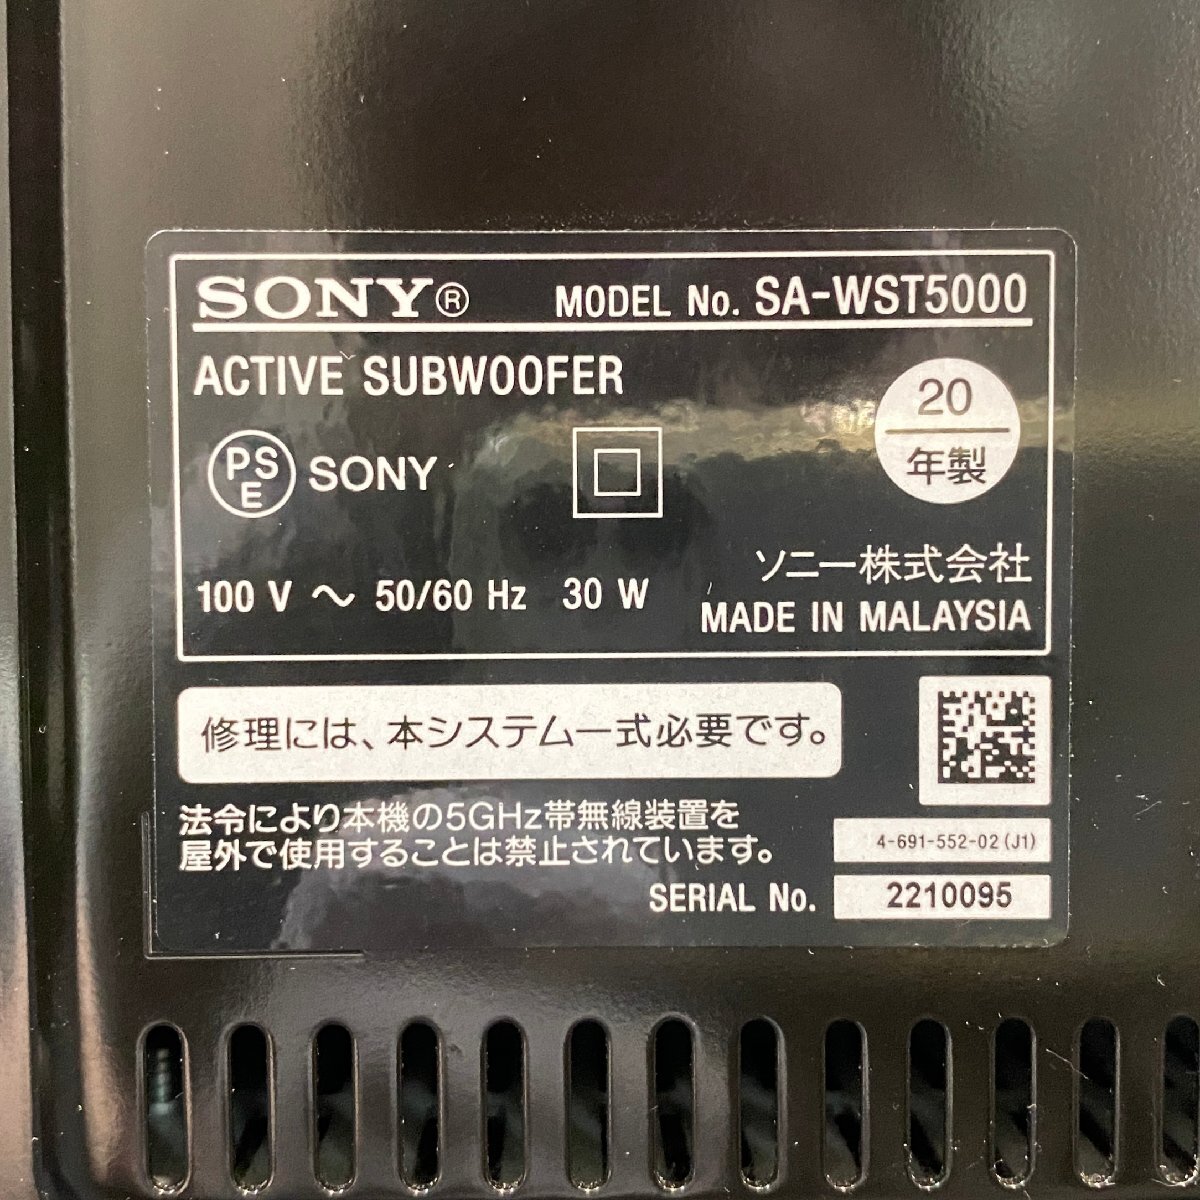 SONY® MODEL No. SA-WST5000
ACTIVE SUBWOOFER
20
年製
PSE SONY
ソニー株式会社
100 V ～ 50/60 Hz 30 W
MADE IN MALAYSIA
修理には、本システム一式必要です。
法令により本機の5GHz帯無線装置を
屋外で使用することは禁止されています。
4-691-552-02 (J1)
SERIAL No. 2210095